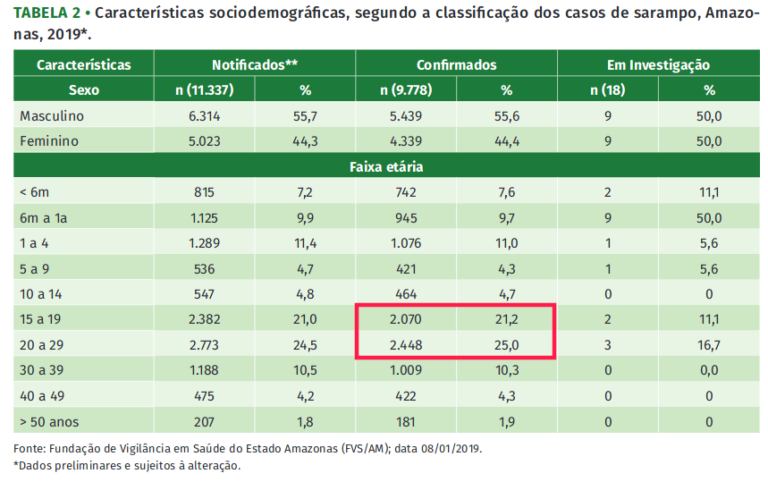 TABELA 2 • Características sociodemográficas, segundo a classificação dos casos de sarampo, Amazo-
nas, 2019*.
Características Notificados** Confirmados Em Investigação
Sexo n (11.337) % n (9.778) % n (18) %
Masculino 6.314 55,7 5.439 55,6 9 50,0
Feminino 5.023 44,3 4.339 44,4 9 50,0
Faixa etária
< 6m 815 7,2 742 7,6 2 11,1
6m a 1a 1.125 9,9 945 9,7 9 50,0
1 a 4 1.289 11,4 1.076 11,0 1 5,6
5 a 9 536 4,7 421 4,3 1 5,6
10 a 14 547 4,8 464 4,7 0 0
15 a 19 2.382 21,0 2.070 21,2 2 11,1
20 a 29 2.773 24,5 2.448 25,0 3 16,7
30 a 39 1.188 10,5 1.009 10,3 0 0,0
40 a 49 475 4,2 422 4,3 0 0
> 50 anos 207 1,8 181 1,9 0 0
Fonte: Fundação de Vigilância em Saúde do Estado Amazonas (FVS/AM); data 08/01/2019.
*Dados preliminares e sujeitos à alteração.